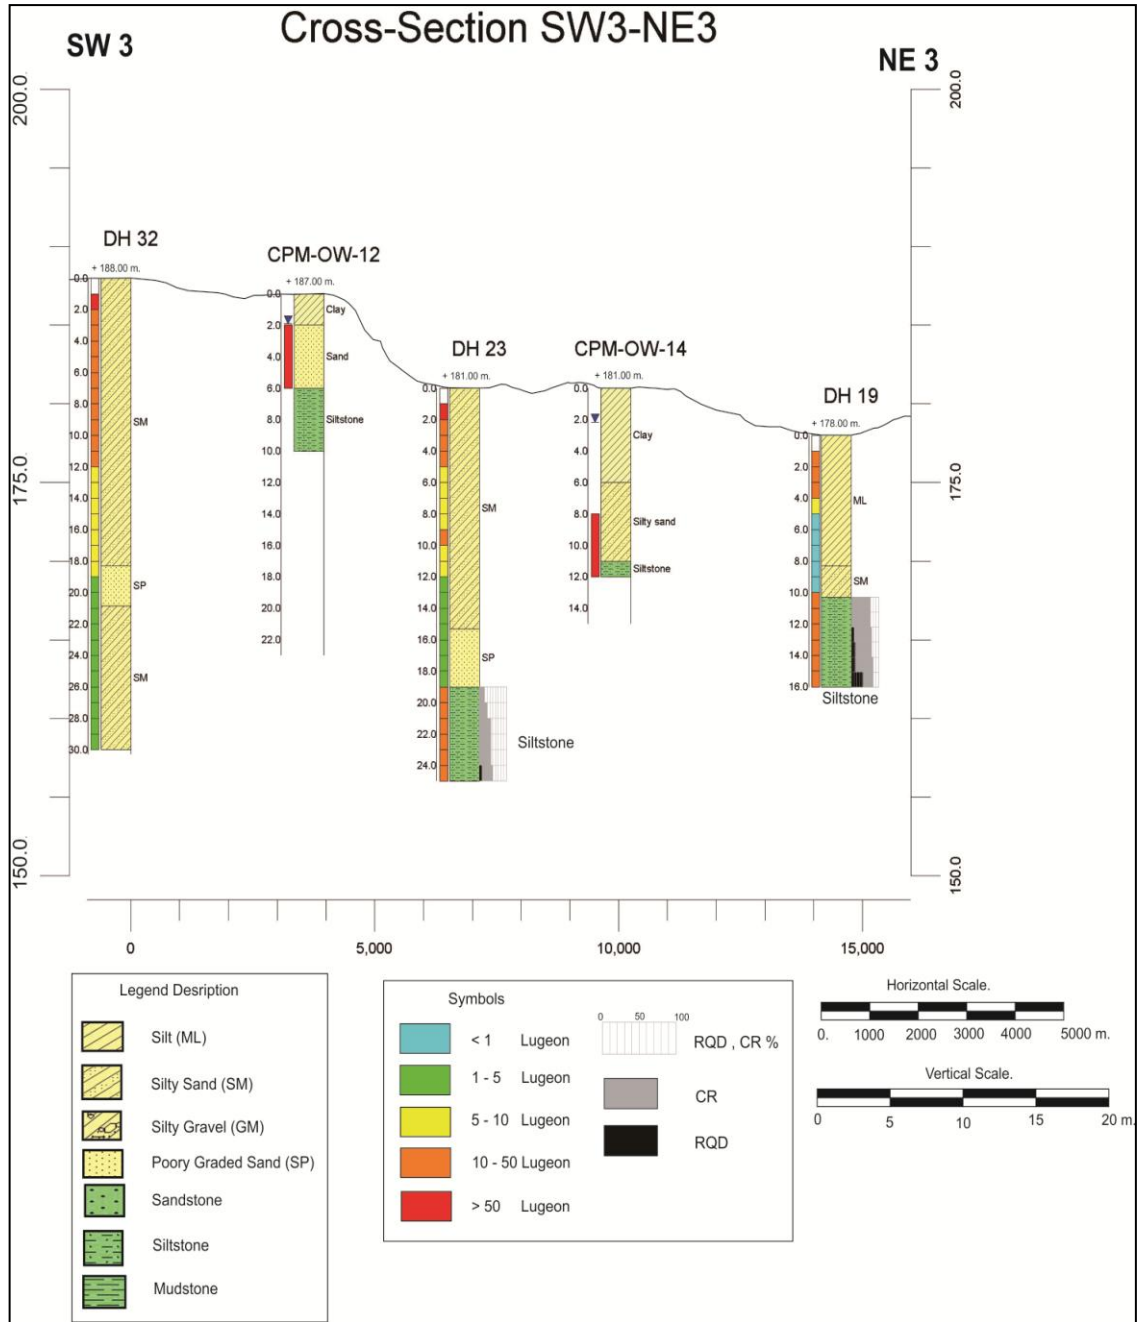 Cross-Section SW3-NE3
SW 3
NE 3
200.0.
200.0.
175.0.
175.0.
150.0.
150.0.
DH 32
+ 188.00 m.
0.0
2.0
4.0
6.0
8.0
10.0
12.0
14.0
16.0
18.0
20.0
22.0
24.0
26.0
28.0
30.0
SM
SP
SM
CPM-OW-12
+ 187.00 m.
0.0
2.0
4.0
6.0
8.0
10.0
12.0
14.0
16.0
18.0
20.0
22.0
Clay
Sand
Siltstone
DH 23
+ 181.00 m.
0.0
2.0
4.0
6.0
8.0
10.0
12.0
14.0
16.0
18.0
20.0
22.0
24.0
SM
SP
Siltstone
CPM-OW-14
+ 181.00 m.
0.0
2.0
4.0
6.0
8.0
10.0
12.0
14.0
Clay
Silty sand
Siltstone
DH 19
+ 178.00 m.
0.0
2.0
4.0
6.0
8.0
10.0
12.0
14.0
16.0
ML
SM
Siltstone
0 5,000 10,000 15,000
Legend Desription
Silt (ML)
Silty Sand (SM)
Silty Gravel (GM)
Poory Graded Sand (SP)
Sandstone
Siltstone
Mudstone
Symbols
< 1 Lugeon
1 - 5 Lugeon
5 - 10 Lugeon
10 - 50 Lugeon
> 50 Lugeon
0 50 100
RQD , CR %
CR
RQD
Horizontal Scale.
0. 1000 2000 3000 4000 5000 m.
Vertical Scale.
0 5 10 15 20 m.